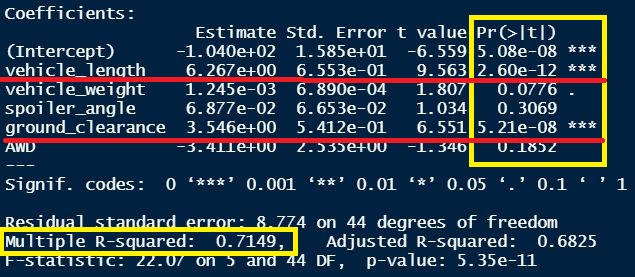 Coefficients:
Estimate Std. Error t value Pr(>|t|)
(Intercept) -1.040e+02 1.585e+01 -6.559 5.08e-08 ***
vehicle_length 6.267e+00 6.553e-01 9.563 2.60e-12 ***
vehicle_weight 1.245e-03 6.890e-04 1.807 0.0776 .
spoiler_angle 6.877e-02 6.653e-02 1.034 0.3069
ground_clearance 3.546e+00 5.412e-01 6.551 5.21e-08 ***
AWD -3.411e+00 2.535e+00 -1.346 0.1852
---
Signif. codes: 0 ‘***’ 0.001 ‘**’ 0.01 ‘*’ 0.05 ‘.’ 0.1 ‘ ’ 1
Residual standard error: 8.774 on 44 degrees of freedom
Multiple R-squared: 0.7149, Adjusted R-squared: 0.6825
F-statistic: 22.07 on 5 and 44 DF, p-value: 5.35e-11